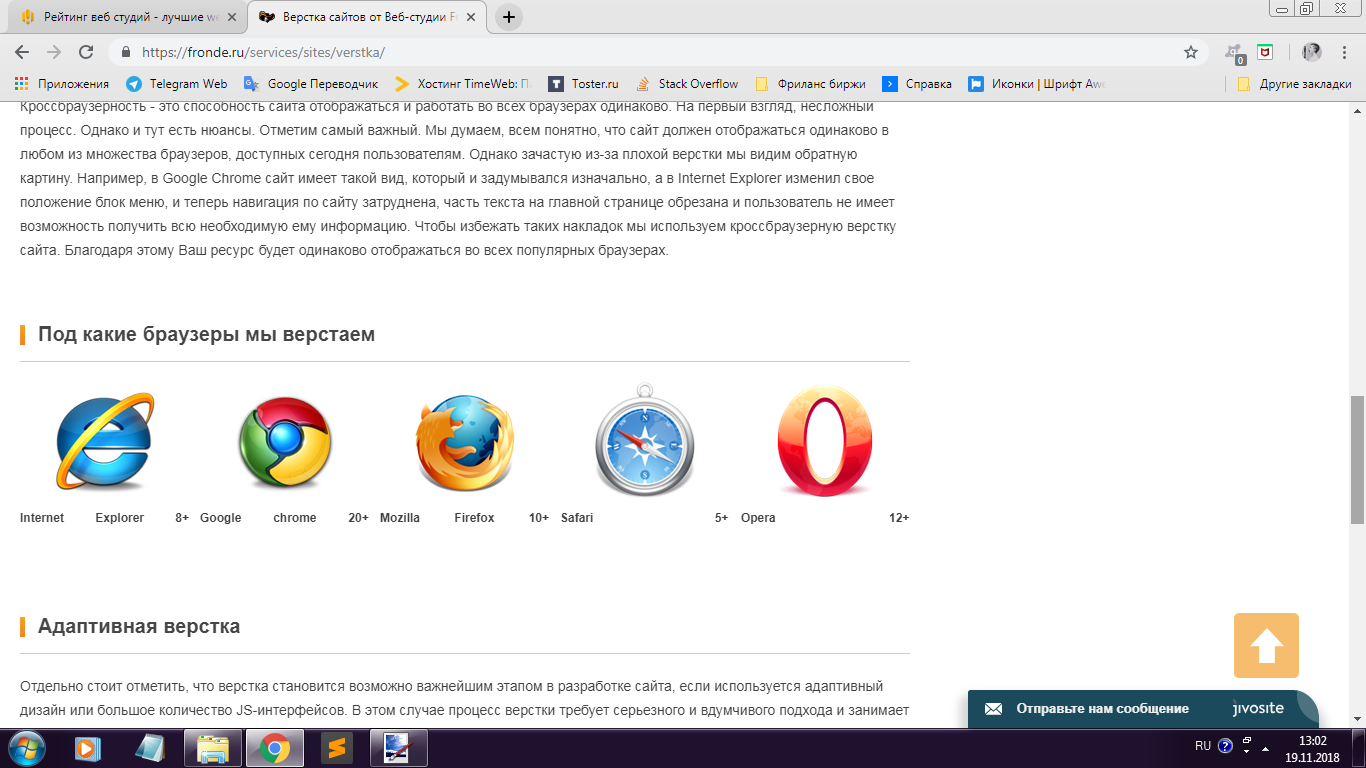 Рейтинг веб студий - лучшие we
Верстка сайтов от Веб-студии Fr
https://fronde.ru/services/sites/verstka/
0
Приложения
Telegram Web
Google Переводчик
Хостинг TimeWeb: П
Toster.ru
Stack Overflow
Фриланс биржи
Справка
Иконки | Шрифт Awe
Другие закладки
Кроссбраузерность - это способность сайта отображаться и работать во всех браузерах одинаково. На первый взгляд, несложный
процесс. Однако и тут есть нюансы. Отметим самый важный. Мы думаем, всем понятно, что сайт должен отображаться одинаково в
любом из множества браузеров, доступных сегодня пользователям. Однако зачастую из-за плохой верстки мы видим обратную
картину. Например, в Google Chrome сайт имеет такой вид, который и задумывался изначально, а в Internet Explorer изменил свое
положение блок меню, и теперь навигация по сайту затруднена, часть текста на главной странице обрезана и пользователь не имеет
возможность получить всю необходимую ему информацию. Чтобы избежать таких накладок мы используем кроссбраузерную верстку
сайта. Благодаря этому Ваш ресурс будет одинаково отображаться во всех популярных браузерах.
Под какие браузеры мы верстаем
Internet Explorer 8+
Google chrome 20+
Mozilla Firefox 10+
Safari 5+
Opera 12+
Адаптивная верстка
Отдельно стоит отметить, что верстка становится возможно важнейшим этапом в разработке сайта, если используется адаптивный
дизайн или большое количество JS-интерфейсов. В этом случае процесс верстки требует серьезного и вдумчивого подхода и занимает
Отправьте нам сообщение
jivosite
RU
13:02
19.11.2018